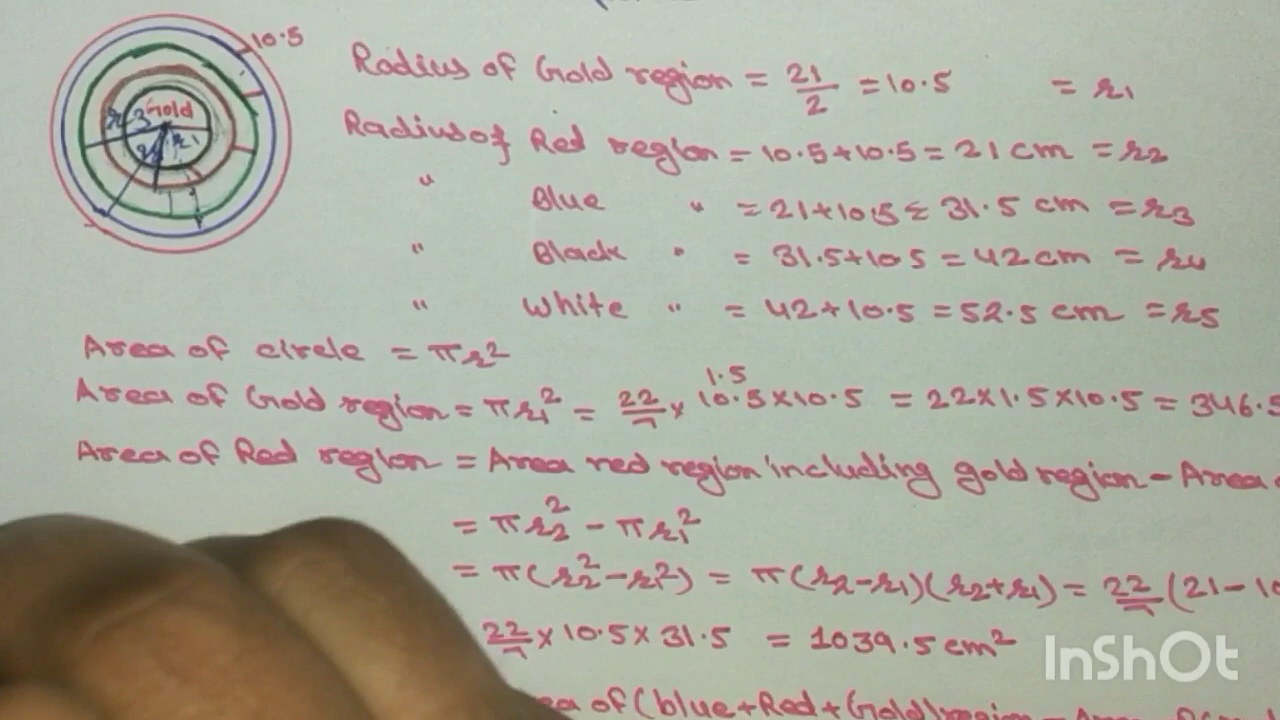 10.5
Gold
Radius of Gold region = 21/2 = 10.5 = r1
Radius of Red region = 10.5+10.5 = 21 cm = r2
" Blue " = 21+10.5 = 31.5 cm = r3
" Black " = 31.5+10.5 = 42 cm = r4
" White " = 42+10.5 = 52.5 cm = r5
Area of circle = πr²
1.5
Area of Gold region = πr1² = 22/7 × 10.5×10.5 = 22×1.5×10.5 = 346.5
Area of Red region = Area red region including gold region - Area
= πr2² - πr1²
= π(r2²-r1²) = π(r2-r1)(r2+r1) = 22/7 (21-10
22/7 × 10.5 × 31.5 = 1039.5 cm²
ea of (blue+Red+Gold) region - Area
InShOt